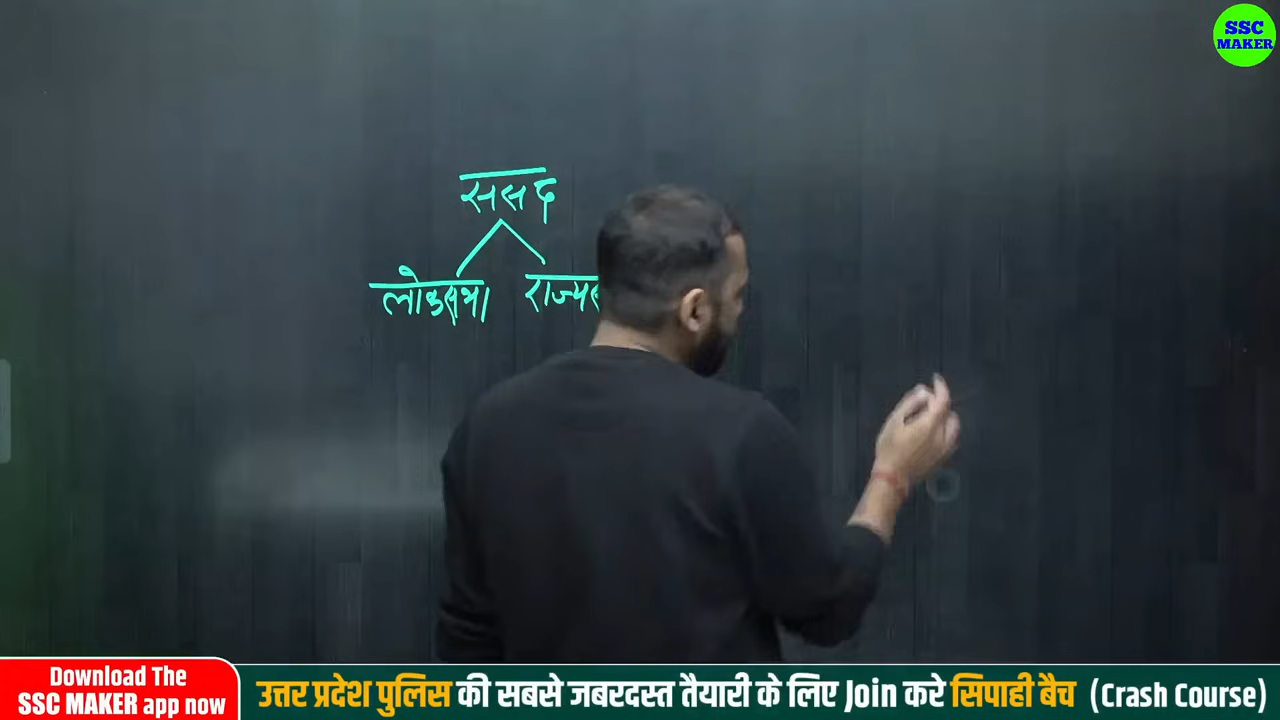 SSC
MAKER
संसद
लोकसभा राज्यस
Download The
SSC MAKER app now
उत्तर प्रदेश पुलिस की सबसे जबरदस्त तैयारी के लिए Join करे सिपाही बैच (Crash Course)